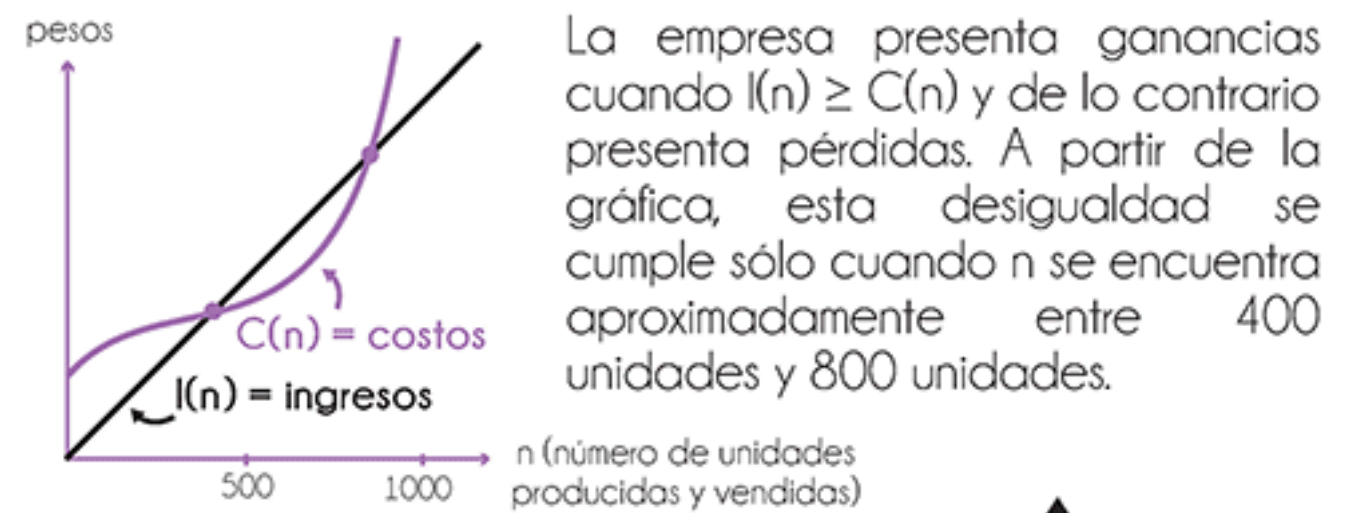 pesos
C(n) = costos
I(n) = ingresos
500
1000
n (número de unidades
producidas y vendidas)
La empresa presenta ganancias
cuando I(n) ≥ C(n) y de lo contrario
presenta pérdidas. A partir de la
gráfica, esta desigualdad se
cumple sólo cuando n se encuentra
aproximadamente entre 400
unidades y 800 unidades.